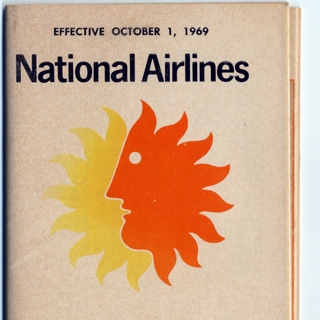 EFFECTIVE OCTOBER 1, 1969
National Airlines